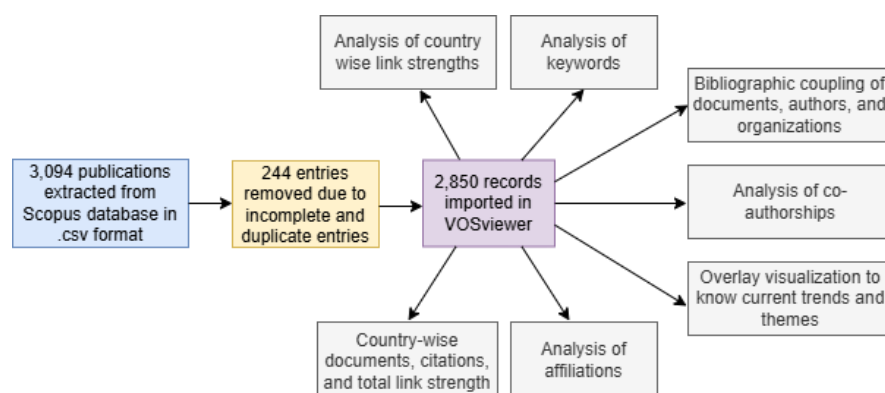 Analysis of country
wise link strengths
Analysis of
keywords
Bibliographic coupling of
documents, authors, and
organizations
3,094 publications
extracted from
Scopus database in
.csv format
244 entries
removed due to
incomplete and
duplicate entries
2,850 records
imported in
VOSviewer
Analysis of co-
authorships
Overlay visualization to
know current trends and
themes
Country-wise
documents, citations,
and total link strength
Analysis of
affiliations